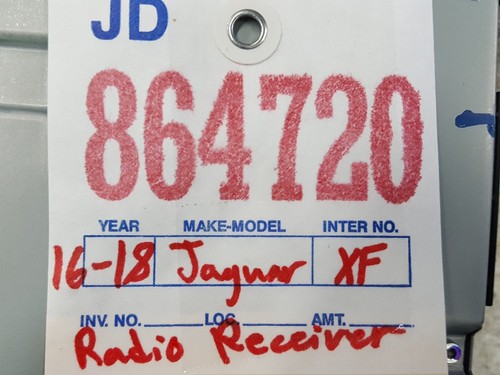 JD
864720
YEAR MAKE-MODEL INTER NO.
16-18 Jaguar XF
INV. NO. LOC. AMT.
Radio Receiver